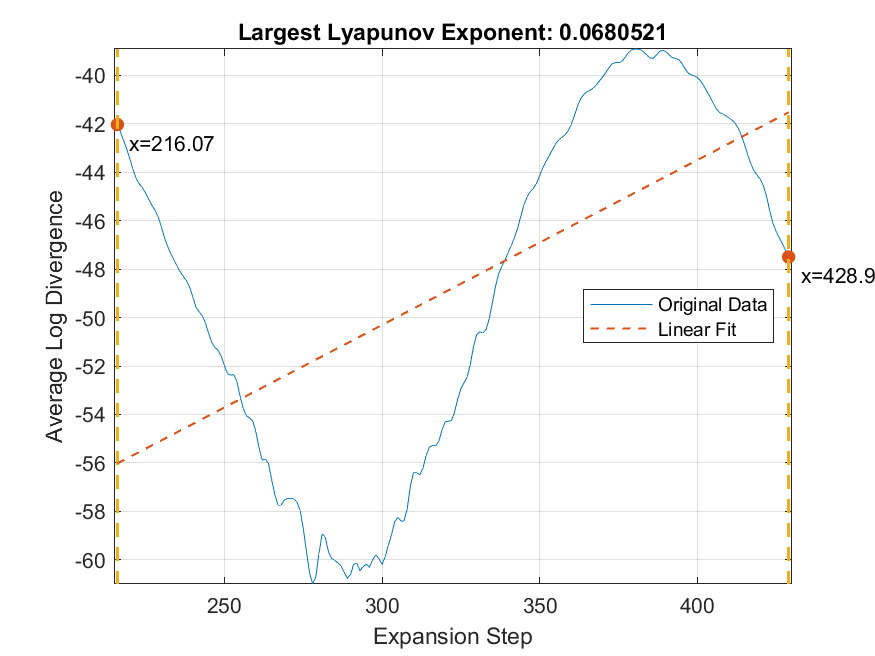 Largest Lyapunov Exponent: 0.0680521
-40
-42
-44
-46
-48
-50
-52
-54
-56
-58
-60
Average Log Divergence
x=216.07
x=428.9
Original Data
Linear Fit
250
300
350
400
Expansion Step